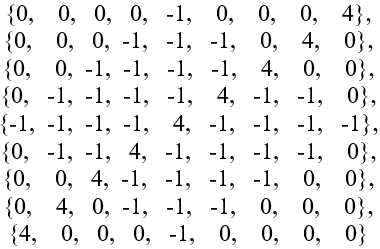 {0, 0, 0, 0, -1, 0, 0, 0, 4},
{0, 0, 0, -1, -1, -1, 0, 4, 0},
{0, 0, -1, -1, -1, -1, 4, 0, 0},
{0, -1, -1, -1, -1, 4, -1, -1, 0},
{-1, -1, -1, -1, 4, -1, -1, -1, -1},
{0, -1, -1, 4, -1, -1, -1, -1, 0},
{0, 0, 4, -1, -1, -1, -1, 0, 0},
{0, 4, 0, -1, -1, -1, 0, 0, 0},
{4, 0, 0, 0, -1, 0, 0, 0, 0}